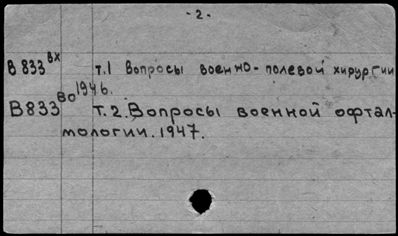 - 2 -
В 833 вх т.1 Вопросы военно-полевой хирургии
1946.
В833 во т.2. Вопросы военной офтал-
мологии. 1947.